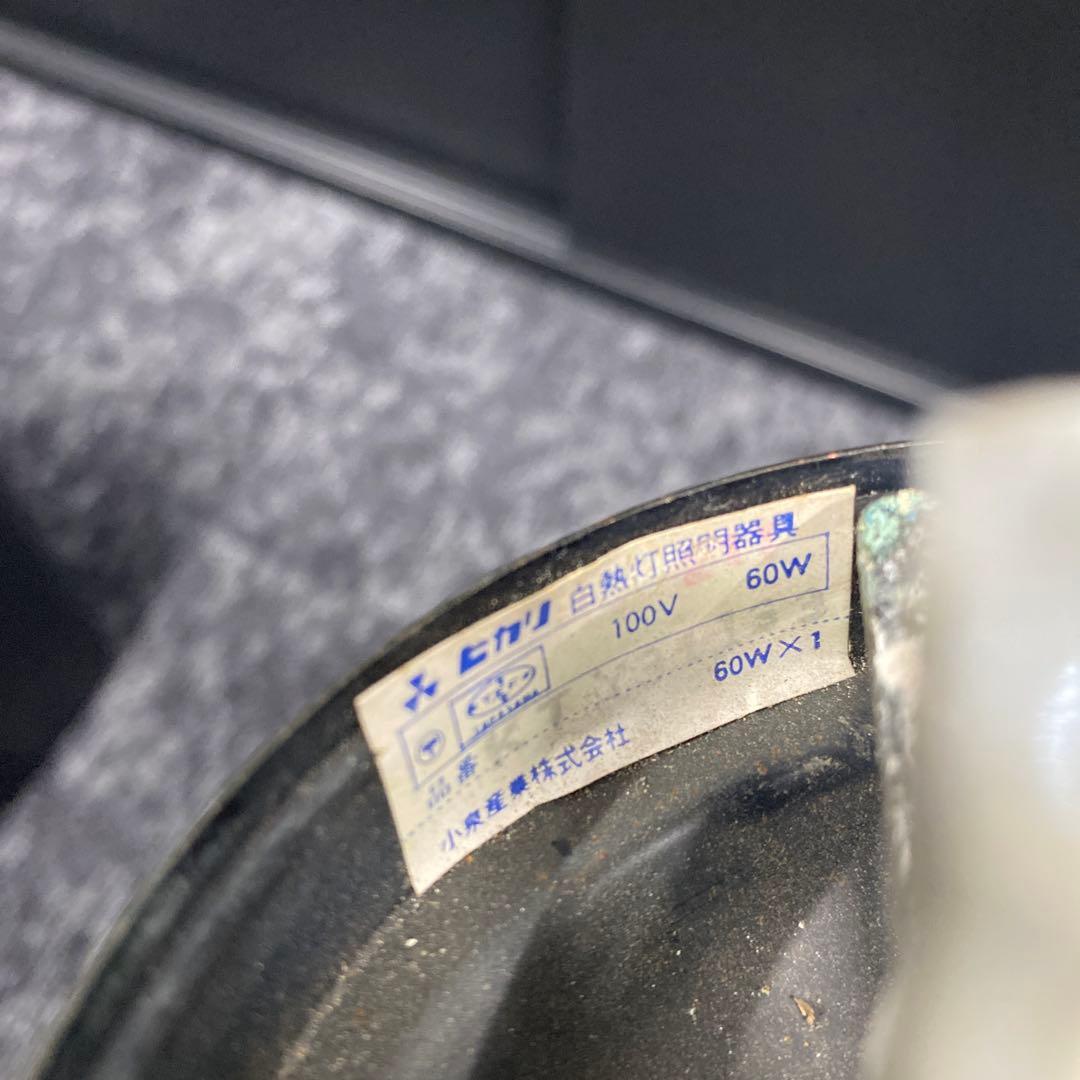 ヒカリ 白熱灯照明器具
100V 60W
品番 60W×1
小泉産業株式会社